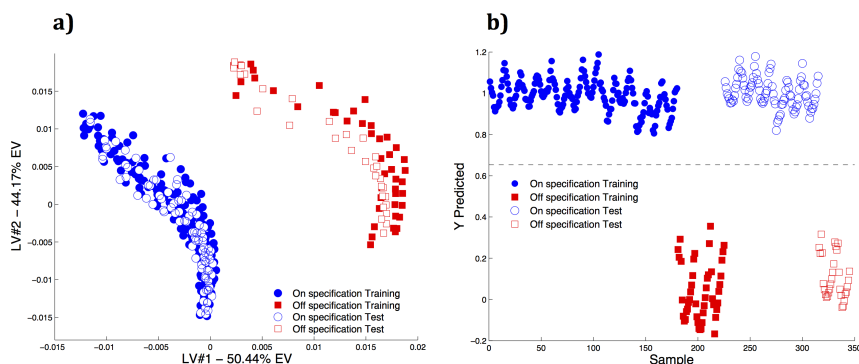 a)
0.015
0.01
0.005
0
−0.005
−0.01
−0.015
LV#2 – 44.17% EV
On specification Training
Off specification Training
On specification Test
Off specification Test
−0.015 −0.01 −0.005 0 0.005 0.01 0.015 0.02
LV#1 – 50.44% EV
b)
1.2
1
0.8
0.6
0.4
0.2
0
−0.2
Y Predicted
On specification Training
Off specification Training
On specification Test
Off specification Test
0 50 100 150 200 250 300 350
Sample